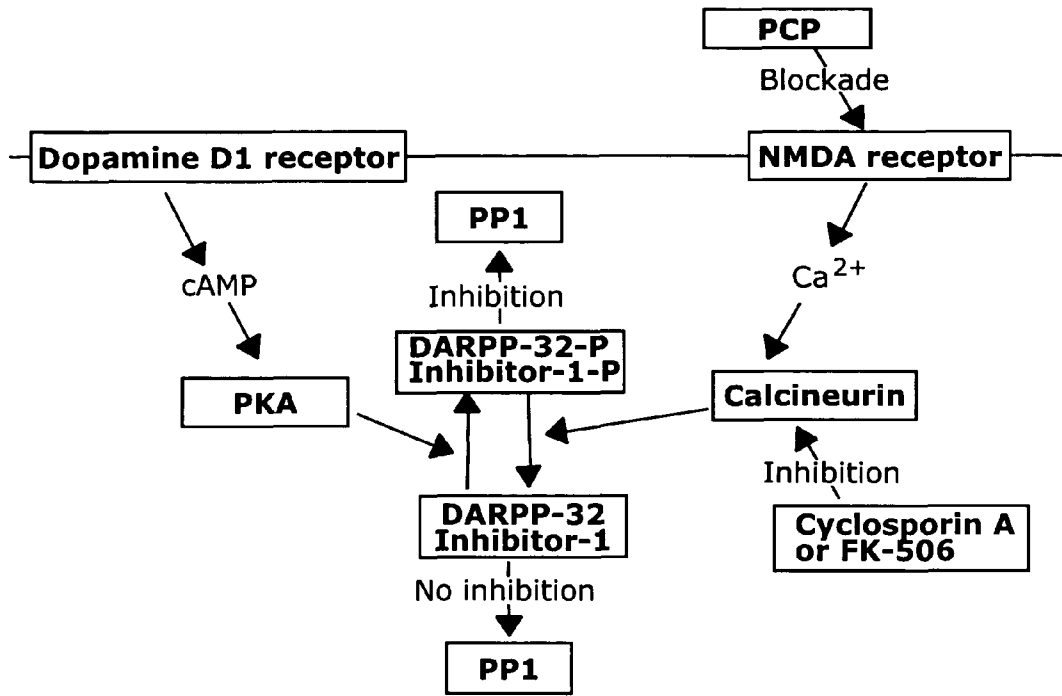 PCP
Blockade
Dopamine D1 receptor
NMDA receptor
PP1
cAMP
Inhibition
Ca²⁺
DARPP-32-P
Inhibitor-1-P
PKA
Calcineurin
Inhibition
DARPP-32
Inhibitor-1
Cyclosporin A
or FK-506
No inhibition
PP1